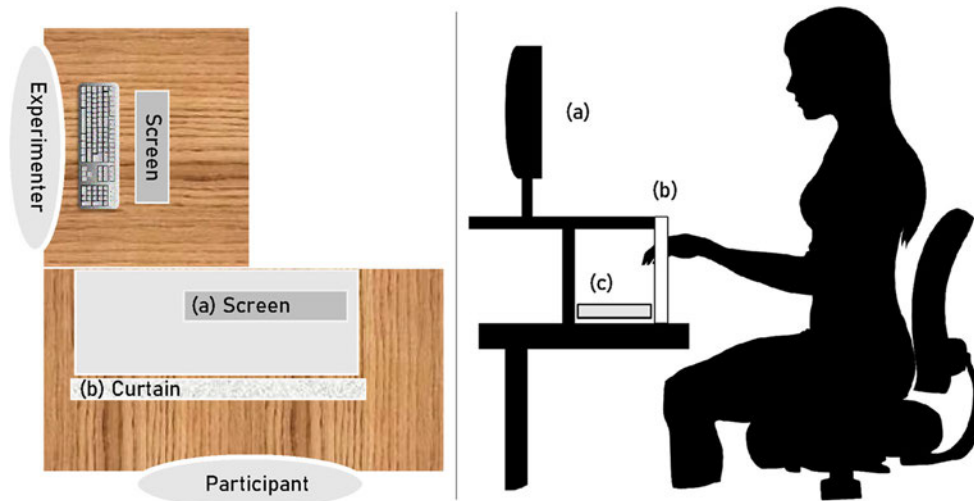 Experimenter
Screen
(a) Screen
(b) Curtain
Participant
(a)
(b)
(c)